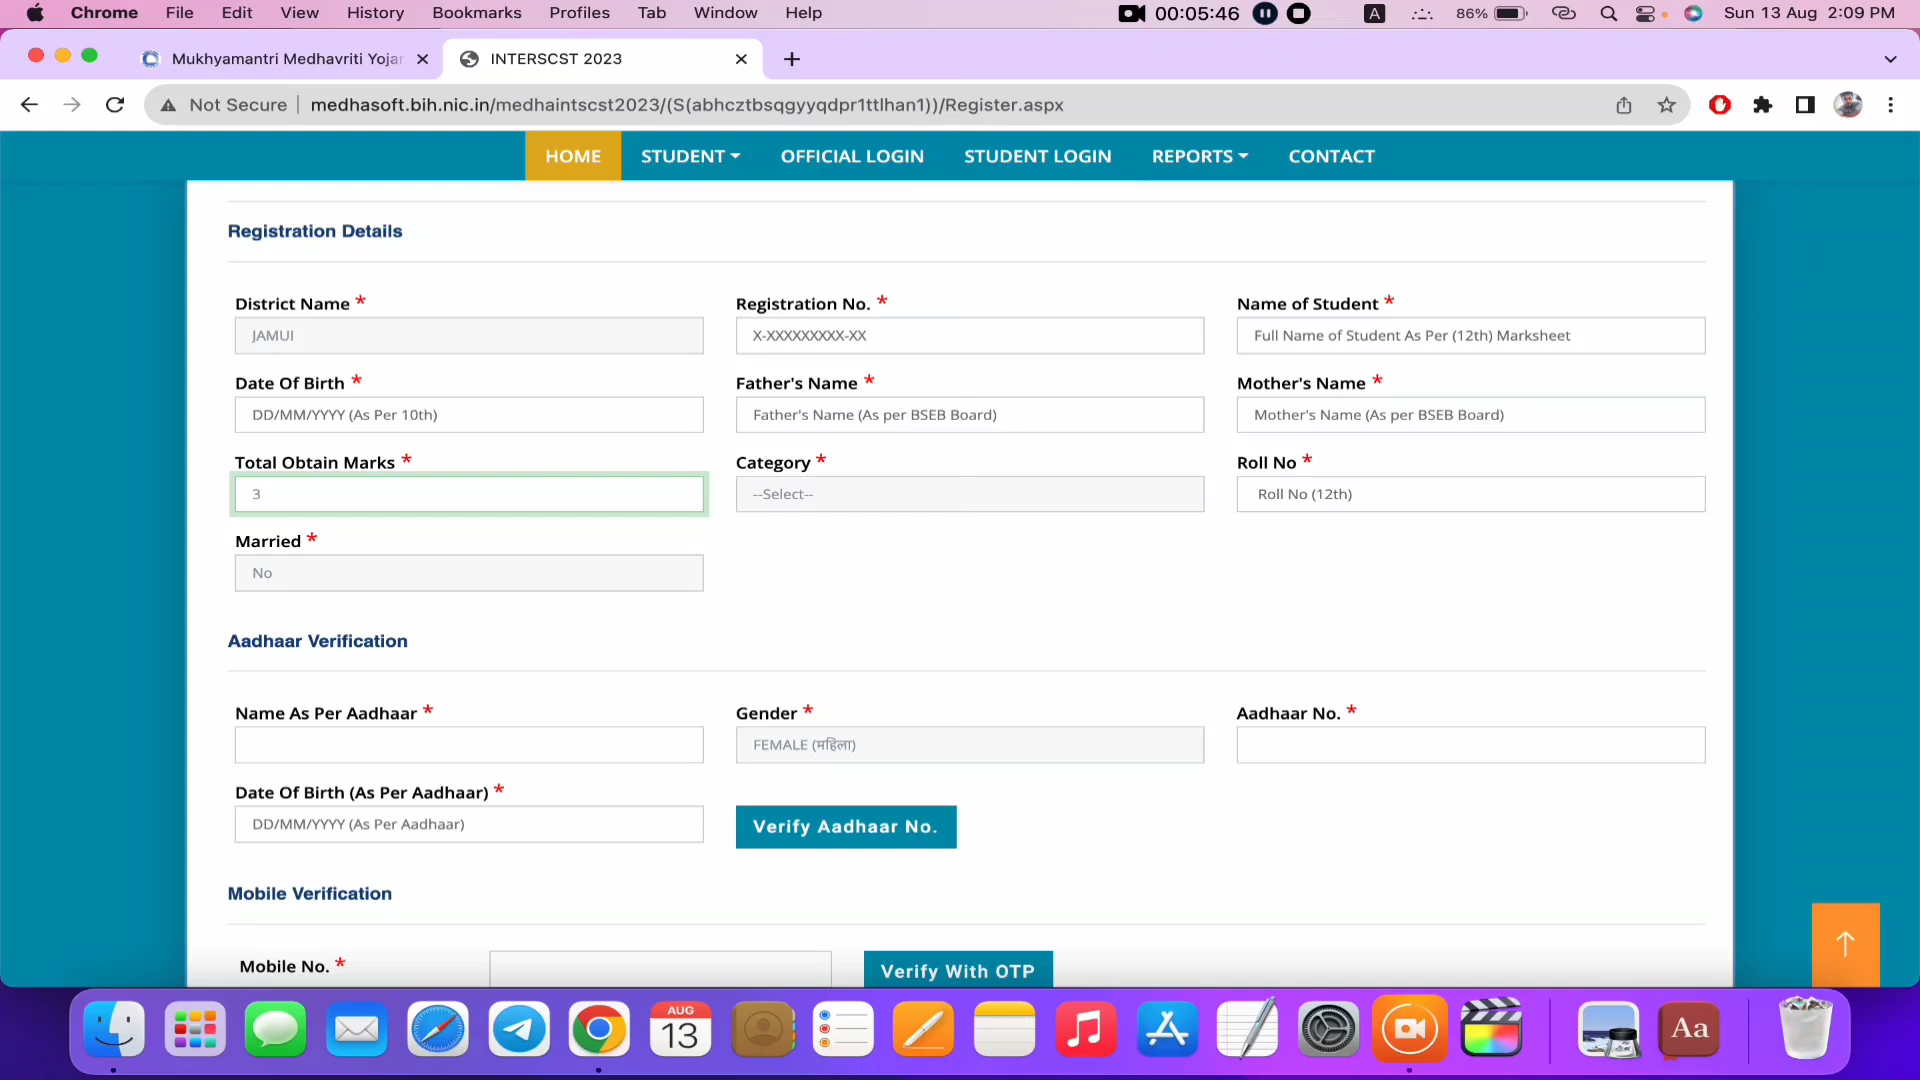 Chrome File Edit View History Bookmarks Profiles Tab Window Help 00:05:46 A 86% Sun 13 Aug 2:09 PM
Mukhyamantri Medhavriti Yojan INTERSCST 2023
Not Secure medhasoft.bih.nic.in/medhaintscst2023/(S(abhcztbsqgyyqdpr1ttlhan1))/Register.aspx
HOME STUDENT OFFICIAL LOGIN STUDENT LOGIN REPORTS CONTACT
Registration Details
District Name * Registration No. * Name of Student *
JAMUI X-XXXXXXXXX-XX Full Name of Student As Per (12th) Marksheet
Date Of Birth * Father's Name * Mother's Name *
DD/MM/YYYY (As Per 10th) Father's Name (As per BSEB Board) Mother's Name (As per BSEB Board)
Total Obtain Marks * Category * Roll No *
3 --Select-- Roll No (12th)
Married *
No
Aadhaar Verification
Name As Per Aadhaar * Gender * Aadhaar No. *
FEMALE (महिला)
Date Of Birth (As Per Aadhaar) *
DD/MM/YYYY (As Per Aadhaar) Verify Aadhaar No.
Mobile Verification
Mobile No. * Verify With OTP
AUG
13
Aa